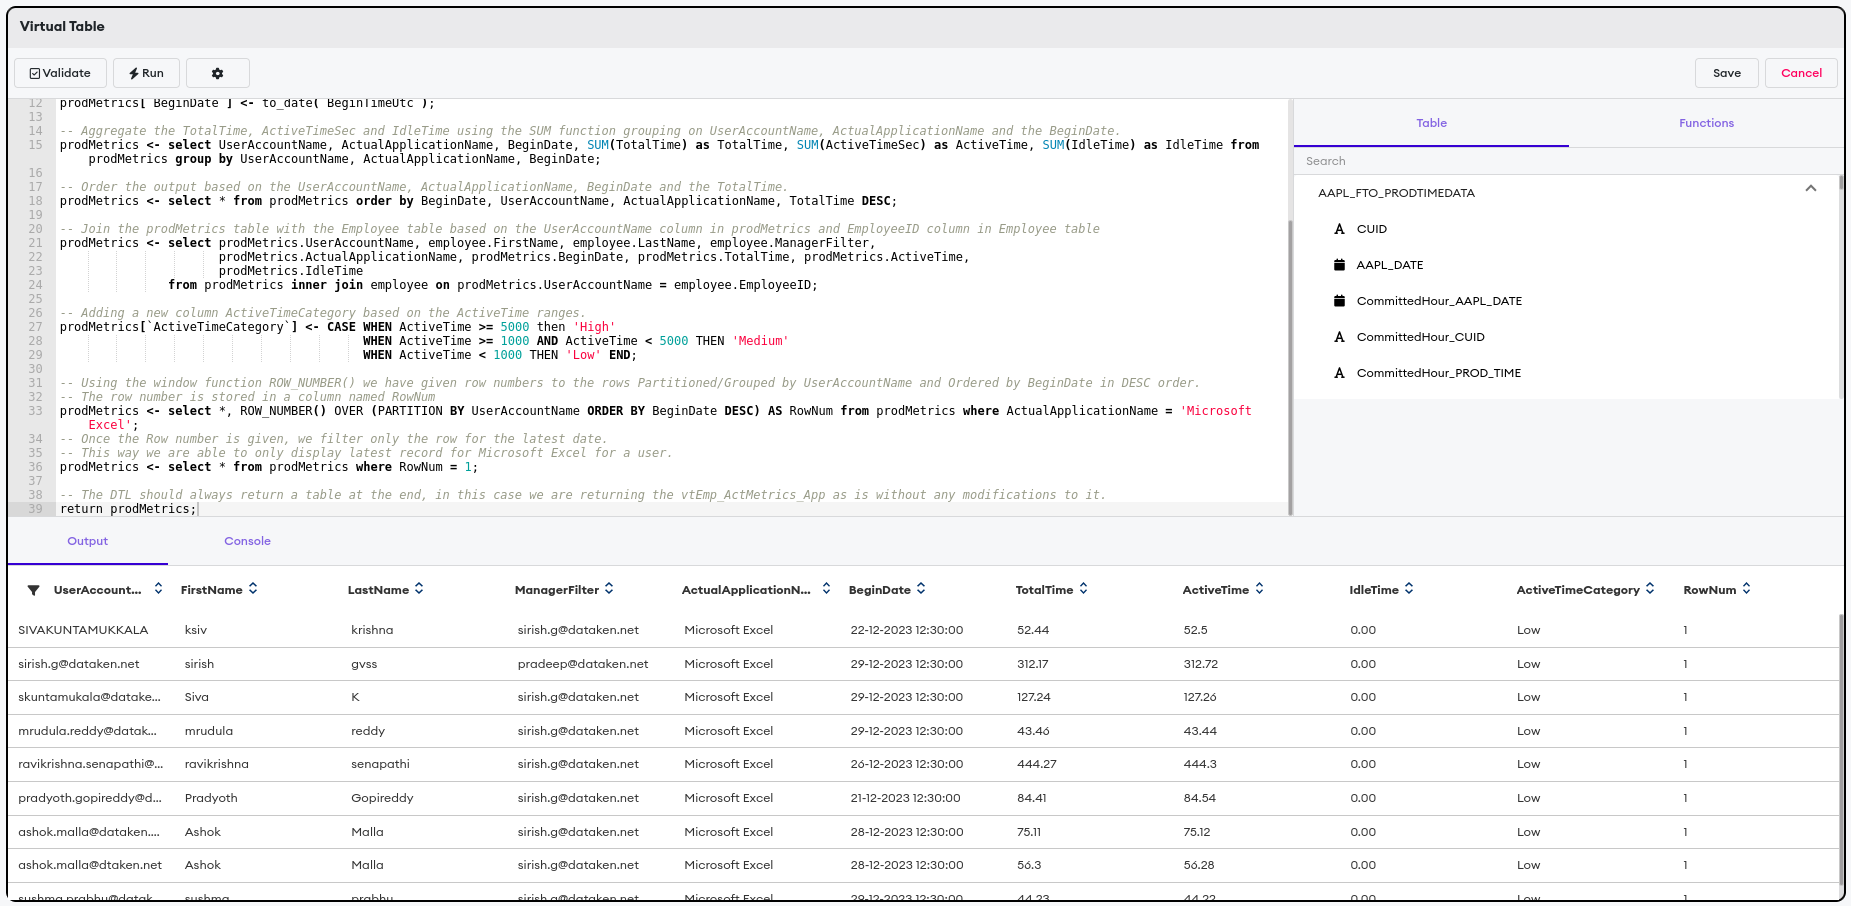 Virtual Table
Validate Run Save Cancel
12 prodMetrics[`BeginDate`] <- to_date(`BeginTimeUtc`);
13
14 -- Aggregate the TotalTime, ActiveTimeSec and IdleTime using the SUM function grouping on UserAccountName, ActualApplicationName and the BeginDate.
15 prodMetrics <- select UserAccountName, ActualApplicationName, BeginDate, SUM(TotalTime) as TotalTime, SUM(ActiveTimeSec) as ActiveTime, SUM(IdleTime) as IdleTime from
prodMetrics group by UserAccountName, ActualApplicationName, BeginDate;
16
17 -- Order the output based on the UserAccountName, ActualApplicationName, BeginDate and the TotalTime.
18 prodMetrics <- select * from prodMetrics order by BeginDate, UserAccountName, ActualApplicationName, TotalTime DESC;
19
20 -- Join the prodMetrics table with the Employee table based on the UserAccountName column in prodMetrics and EmployeeID column in Employee table
21 prodMetrics <- select prodMetrics.UserAccountName, employee.FirstName, employee.LastName, employee.ManagerFilter,
22 prodMetrics.ActualApplicationName, prodMetrics.BeginDate, prodMetrics.TotalTime, prodMetrics.ActiveTime,
23 prodMetrics.IdleTime
24 from prodMetrics inner join employee on prodMetrics.UserAccountName = employee.EmployeeID;
25
26 -- Adding a new column ActiveTimeCategory based on the ActiveTime ranges.
27 prodMetrics[`ActiveTimeCategory`] <- CASE WHEN ActiveTime >= 5000 then 'High'
28 WHEN ActiveTime >= 1000 AND ActiveTime < 5000 THEN 'Medium'
29 WHEN ActiveTime < 1000 THEN 'Low' END;
30
31 -- Using the window function ROW_NUMBER() we have given row numbers to the rows Partitioned/Grouped by UserAccountName and Ordered by BeginDate in DESC order.
32 -- The row number is stored in a column named RowNum
33 prodMetrics <- select *, ROW_NUMBER() OVER (PARTITION BY UserAccountName ORDER BY BeginDate DESC) AS RowNum from prodMetrics where ActualApplicationName = 'Microsoft
Excel';
34 -- Once the Row number is given, we filter only the row for the latest date.
35 -- This way we are able to only display latest record for Microsoft Excel for a user.
36 prodMetrics <- select * from prodMetrics where RowNum = 1;
37
38 -- The DTL should always return a table at the end, in this case we are returning the vtEmp_ActMetrics_App as is without any modifications to it.
39 return prodMetrics;
Table Functions
Search
AAPL_FTO_PRODTIMEDATA
A CUID
AAPL_DATE
CommittedHour_AAPL_DATE
A CommittedHour_CUID
A CommittedHour_PROD_TIME
Output Console
UserAccount... FirstName LastName ManagerFilter ActualApplicationN... BeginDate TotalTime ActiveTime IdleTime ActiveTimeCategory RowNum
SIVAKUNTAMUKKALA ksiv krishna sirish.g@dataken.net Microsoft Excel 22-12-2023 12:30:00 52.44 52.5 0.00 Low 1
sirish.g@dataken.net sirish gvss pradeep@dataken.net Microsoft Excel 29-12-2023 12:30:00 312.17 312.72 0.00 Low 1
skuntamukala@datake... Siva K sirish.g@dataken.net Microsoft Excel 29-12-2023 12:30:00 127.24 127.26 0.00 Low 1
mrudula.reddy@datak... mrudula reddy sirish.g@dataken.net Microsoft Excel 29-12-2023 12:30:00 43.46 43.44 0.00 Low 1
ravikrishna.senapathi@... ravikrishna senapathi sirish.g@dataken.net Microsoft Excel 26-12-2023 12:30:00 444.27 444.3 0.00 Low 1
pradyoth.gopireddy@d... Pradyoth Gopireddy sirish.g@dataken.net Microsoft Excel 21-12-2023 12:30:00 84.41 84.54 0.00 Low 1
ashok.malla@dataken.... Ashok Malla sirish.g@dataken.net Microsoft Excel 28-12-2023 12:30:00 75.11 75.12 0.00 Low 1
ashok.malla@dtaken.net Ashok Malla sirish.g@dataken.net Microsoft Excel 28-12-2023 12:30:00 56.3 56.28 0.00 Low 1
sushma.prabhu@datak... sushma prabhu sirish.g@dataken.net Microsoft Excel 29-12-2023 12:30:00 44.23 44.22 0.00 Low 1